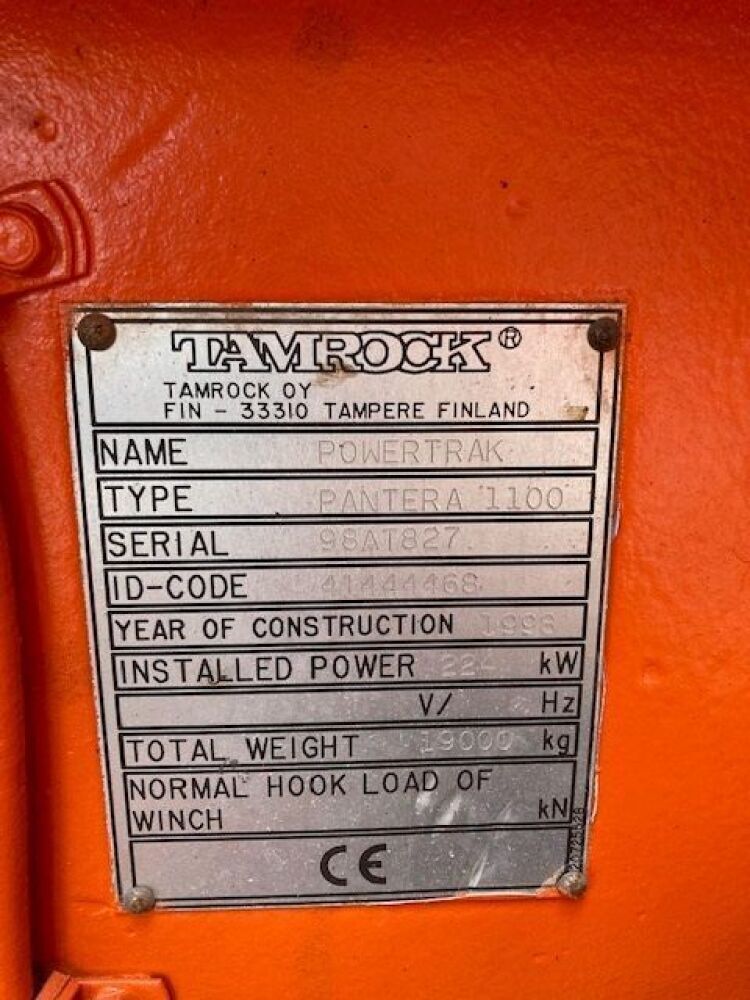 TAMROCK®
TAMROCK OY
FIN - 33310 TAMPERE FINLAND
NAME POWERTRAK
TYPE PANTERA 1100
SERIAL 98AT827
ID-CODE 41444468
YEAR OF CONSTRUCTION 1998
INSTALLED POWER 224 kW
V/ Hz
TOTAL WEIGHT 19000 kg
NORMAL HOOK LOAD OF
WINCH kN
CE